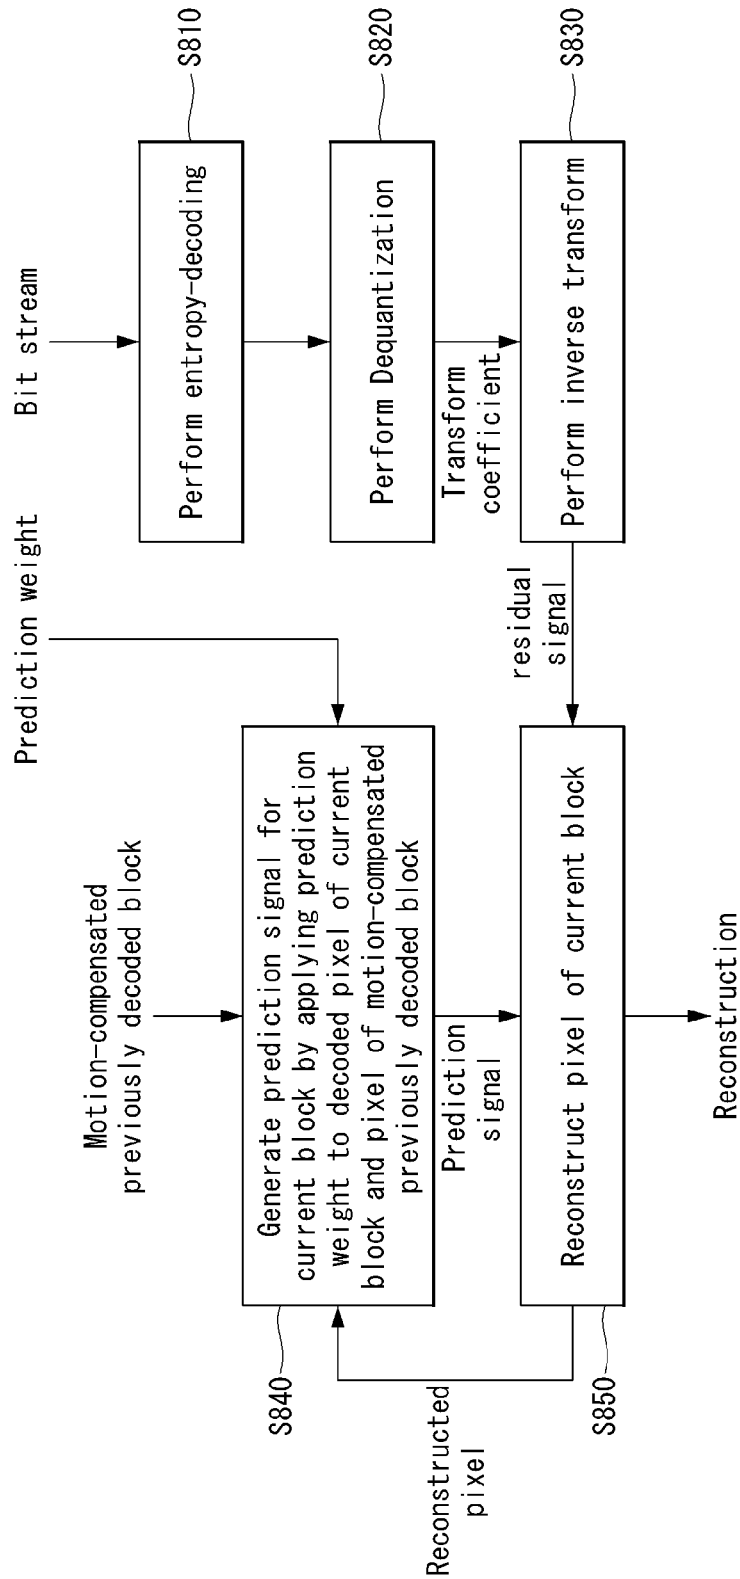 Bit stream
Perform entropy-decoding
S810
Perform Dequantization
S820
Transform
coefficient
Perform inverse transform
S830
residual
signal
Prediction weight
Motion-compensated
previously decoded block
Generate prediction signal for
current block by applying prediction
weight to decoded pixel of current
block and pixel of motion-compensated
previously decoded block
S840
Prediction
signal
Reconstruct pixel of current block
S850
Reconstructed
pixel
Reconstruction